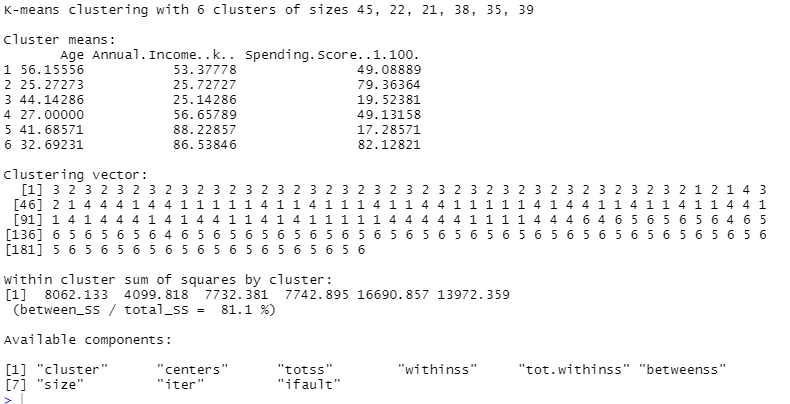 K-means clustering with 6 clusters of sizes 45, 22, 21, 38, 35, 39
Cluster means:
Age Annual.Income..k.. Spending.Score..1.100.
1 56.15556 53.37778 49.08889
2 25.27273 25.72727 79.36364
3 44.14286 25.14286 19.52381
4 27.00000 56.65789 49.13158
5 41.68571 88.22857 17.28571
6 32.69231 86.53846 82.12821
Clustering vector:
[1] 3 2 3 2 3 2 3 2 3 2 3 2 3 2 3 2 3 2 3 2 3 2 3 2 3 2 3 2 3 2 3 2 3 2 3 2 3 2 3 2 1 2 1 4 3
[46] 2 1 4 4 4 1 4 4 1 1 1 1 1 4 1 1 4 1 1 1 4 1 1 4 4 1 1 1 1 1 4 1 4 4 1 1 4 1 1 4 1 1 4 4 1
[91] 1 4 1 4 4 4 1 4 1 4 4 1 1 4 1 4 1 1 1 1 1 4 4 4 4 4 1 1 1 1 4 4 4 6 4 6 5 6 5 6 5 6 4 6 5
[136] 6 5 6 5 6 5 6 4 6 5 6 5 6 5 6 5 6 5 6 5 6 5 6 5 6 5 6 5 6 5 6 5 6 5 6 5 6 5 6 5 6 5 6 5 6
[181] 5 6 5 6 5 6 5 6 5 6 5 6 5 6 5 6 5 6 5 6
Within cluster sum of squares by cluster:
[1] 8062.133 4099.818 7732.381 7742.895 16690.857 13972.359
(between_SS / total_SS = 81.1 %)
Available components:
[1] "cluster" "centers" "totss" "withinss" "tot.withinss" "betweenss"
[7] "size" "iter" "ifault"
>